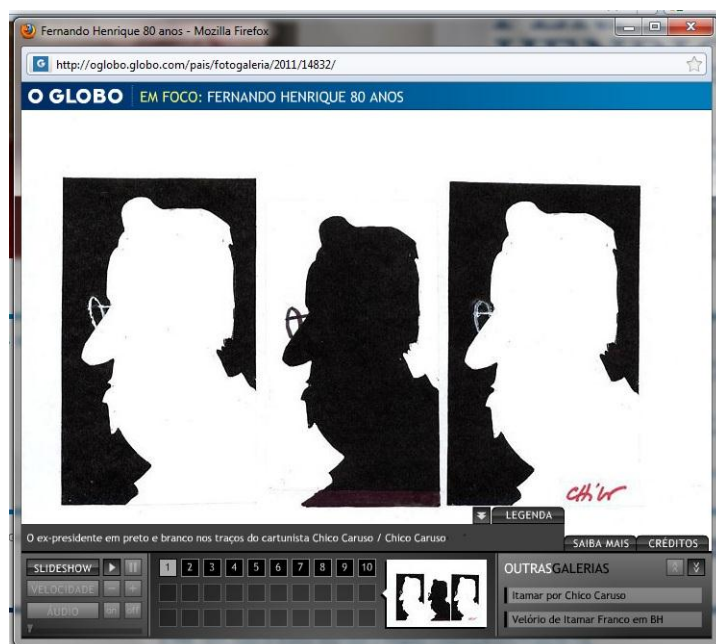 Fernando Henrique 80 anos - Mozilla Firefox
http://oglobo.globo.com/pais/fotogaleria/2011/14832/
O GLOBO EM FOCO: FERNANDO HENRIQUE 80 ANOS
CHICO
LEGENDA
O ex-presidente em preto e branco nos traços do cartunista Chico Caruso / Chico Caruso
SAIBA MAIS CRÉDITOS
SLIDESHOW
VELOCIDADE - +
ÁUDIO on off
1 2 3 4 5 6 7 8 9 10
OUTRASGALERIAS
Itamar por Chico Caruso
Velório de Itamar Franco em BH